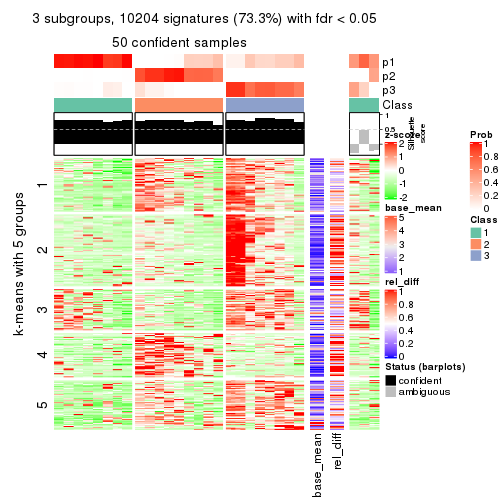 3 subgroups, 10204 signatures (73.3%) with fdr < 0.05
50 confident samples
p1
p2
p3
Class
1
0.5
0
Silhouette
score
k-means with 5 groups
1
2
3
4
5
base_mean
rel_diff
z-score
2
1
0
-1
-2
base_mean
5
4
3
2
1
rel_diff
1
0.8
0.6
0.4
0.2
0
Status (barplots)
confident
ambiguous
Prob
1
0.8
0.6
0.4
0.2
0
Class
1
2
3